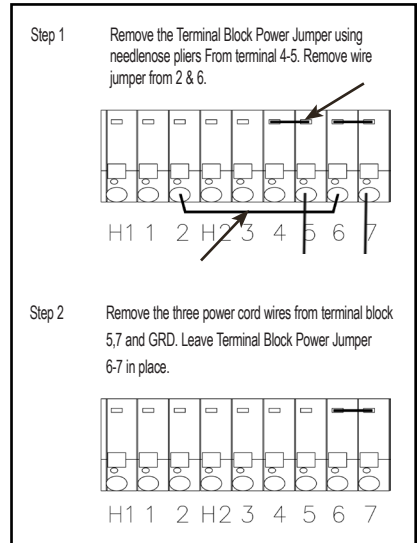 Step 1 Remove the Terminal Block Power Jumper using
needlenose pliers From terminal 4-5. Remove wire
jumper from 2 & 6.
H1 1 2 H2 3 4 5 6 7
Step 2 Remove the three power cord wires from terminal block
5,7 and GRD. Leave Terminal Block Power Jumper
6-7 in place.
H1 1 2 H2 3 4 5 6 7